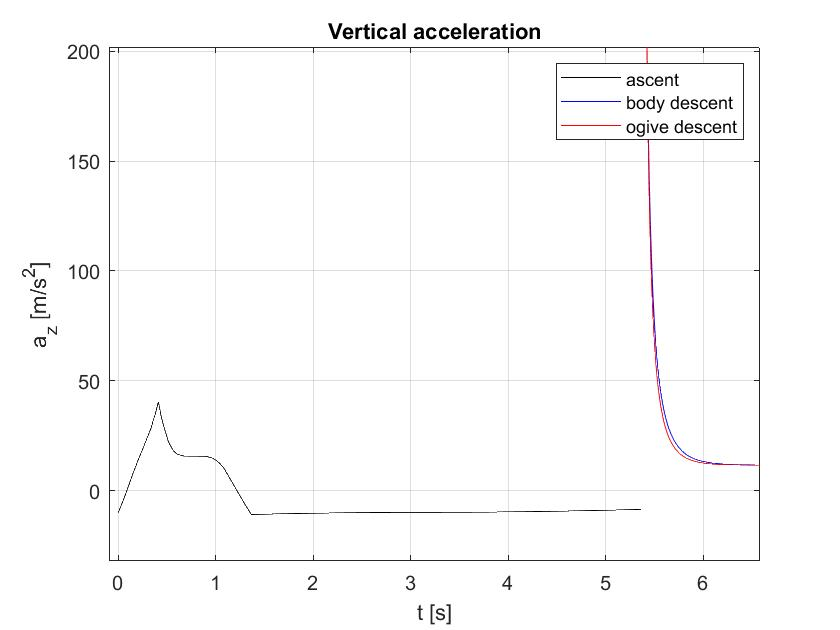 Vertical acceleration
200
150
100
50
0
a_z [m/s^2]
ascent
body descent
ogive descent
0 1 2 3 4 5 6
t [s]